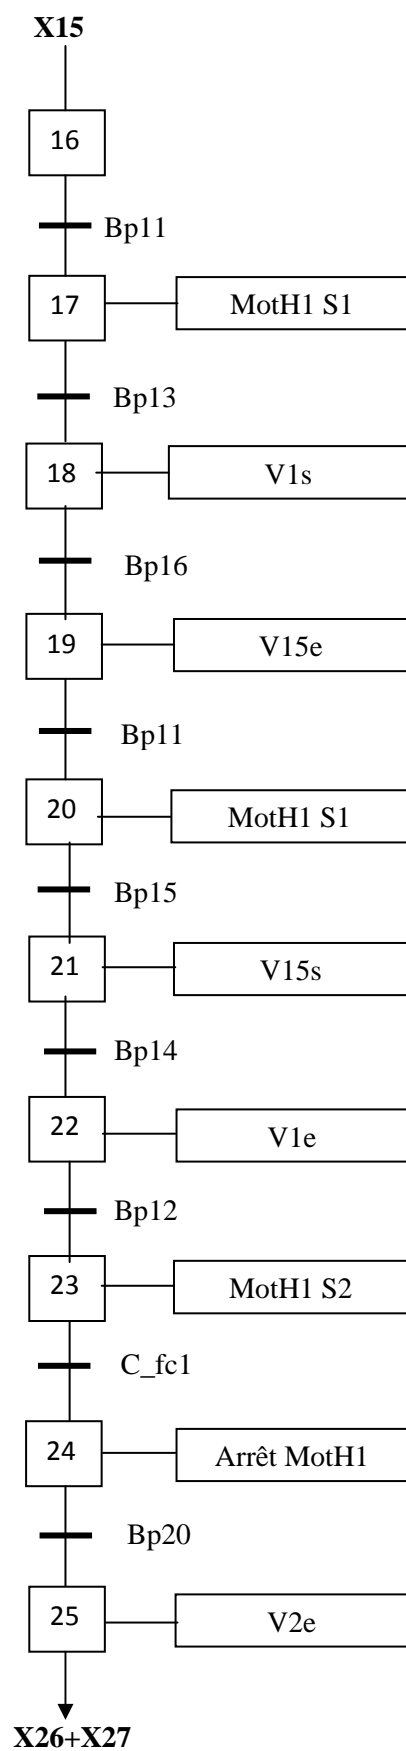 X15
16
Bp11
17
MotH1 S1
Bp13
18
V1s
Bp16
19
V15e
Bp11
20
MotH1 S1
Bp15
21
V15s
Bp14
22
V1e
Bp12
23
MotH1 S2
C_fc1
24
Arrêt MotH1
Bp20
25
V2e
X26+X27